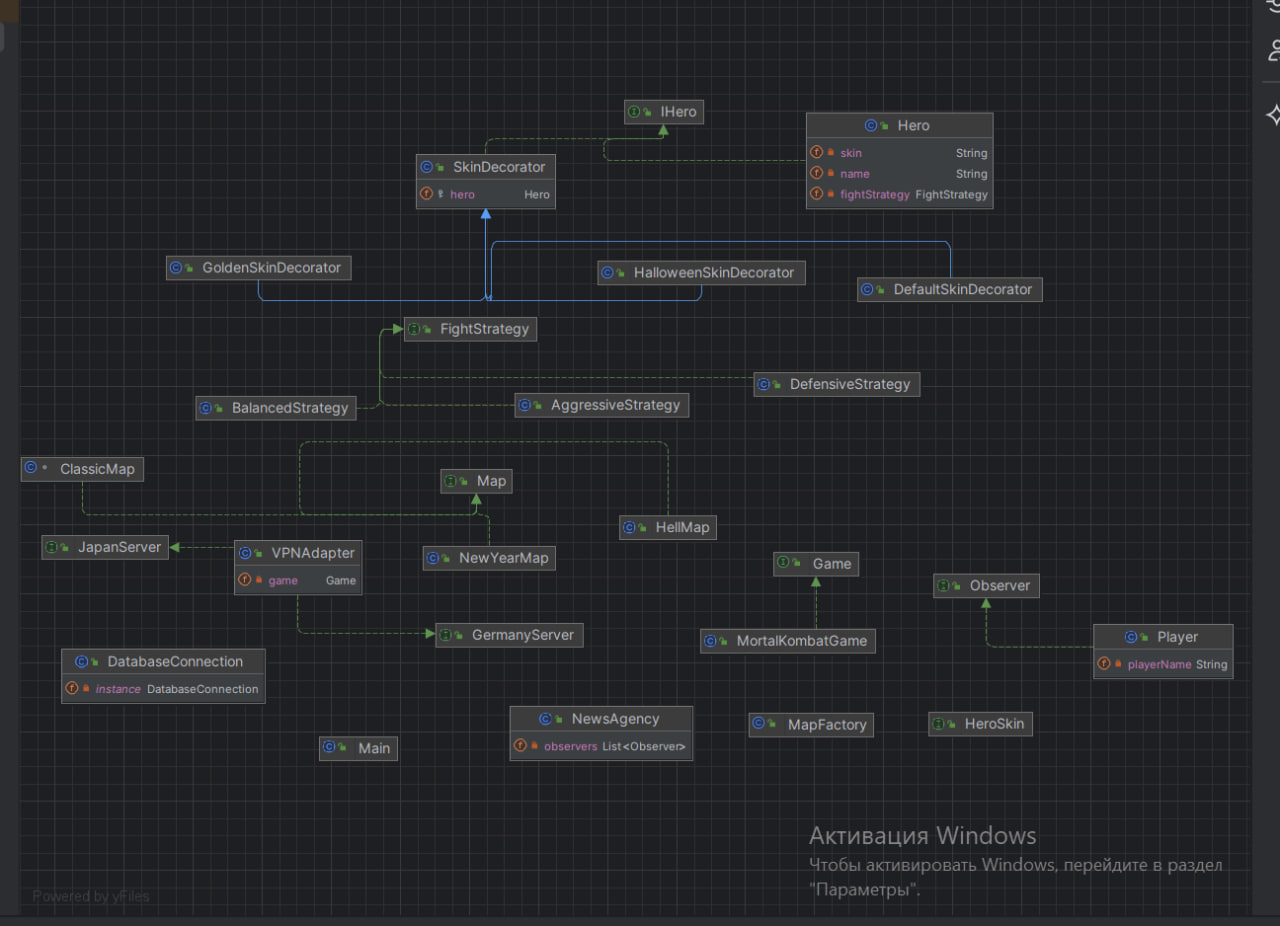 IHero
Hero
skin String
name String
fightStrategy FightStrategy
SkinDecorator
hero Hero
GoldenSkinDecorator
HalloweenSkinDecorator
DefaultSkinDecorator
FightStrategy
DefensiveStrategy
BalancedStrategy
AggressiveStrategy
ClassicMap
Map
HellMap
JapanServer
VPNAdapter
game Game
NewYearMap
Game
Observer
GermanyServer
MortalKombatGame
Player
playerName String
DatabaseConnection
instance DatabaseConnection
NewsAgency
observers List<Observer>
MapFactory
HeroSkin
Main
Активация Windows
Чтобы активировать Windows, перейдите в раздел
"Параметры".
Powered by yFiles